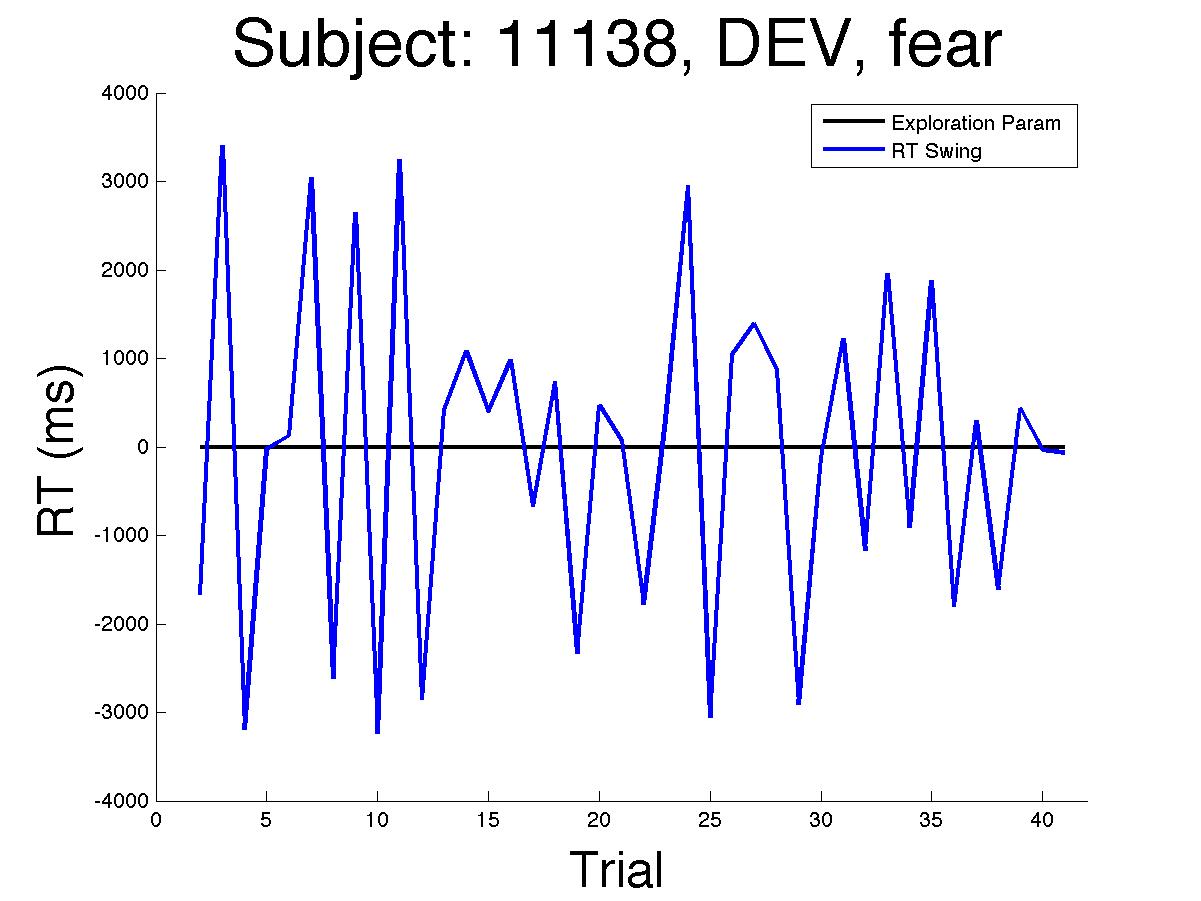 Subject: 11138, DEV, fear
Exploration Param
RT Swing
4000
3000
2000
1000
0
-1000
-2000
-3000
-4000
RT (ms)
0 5 10 15 20 25 30 35 40
Trial